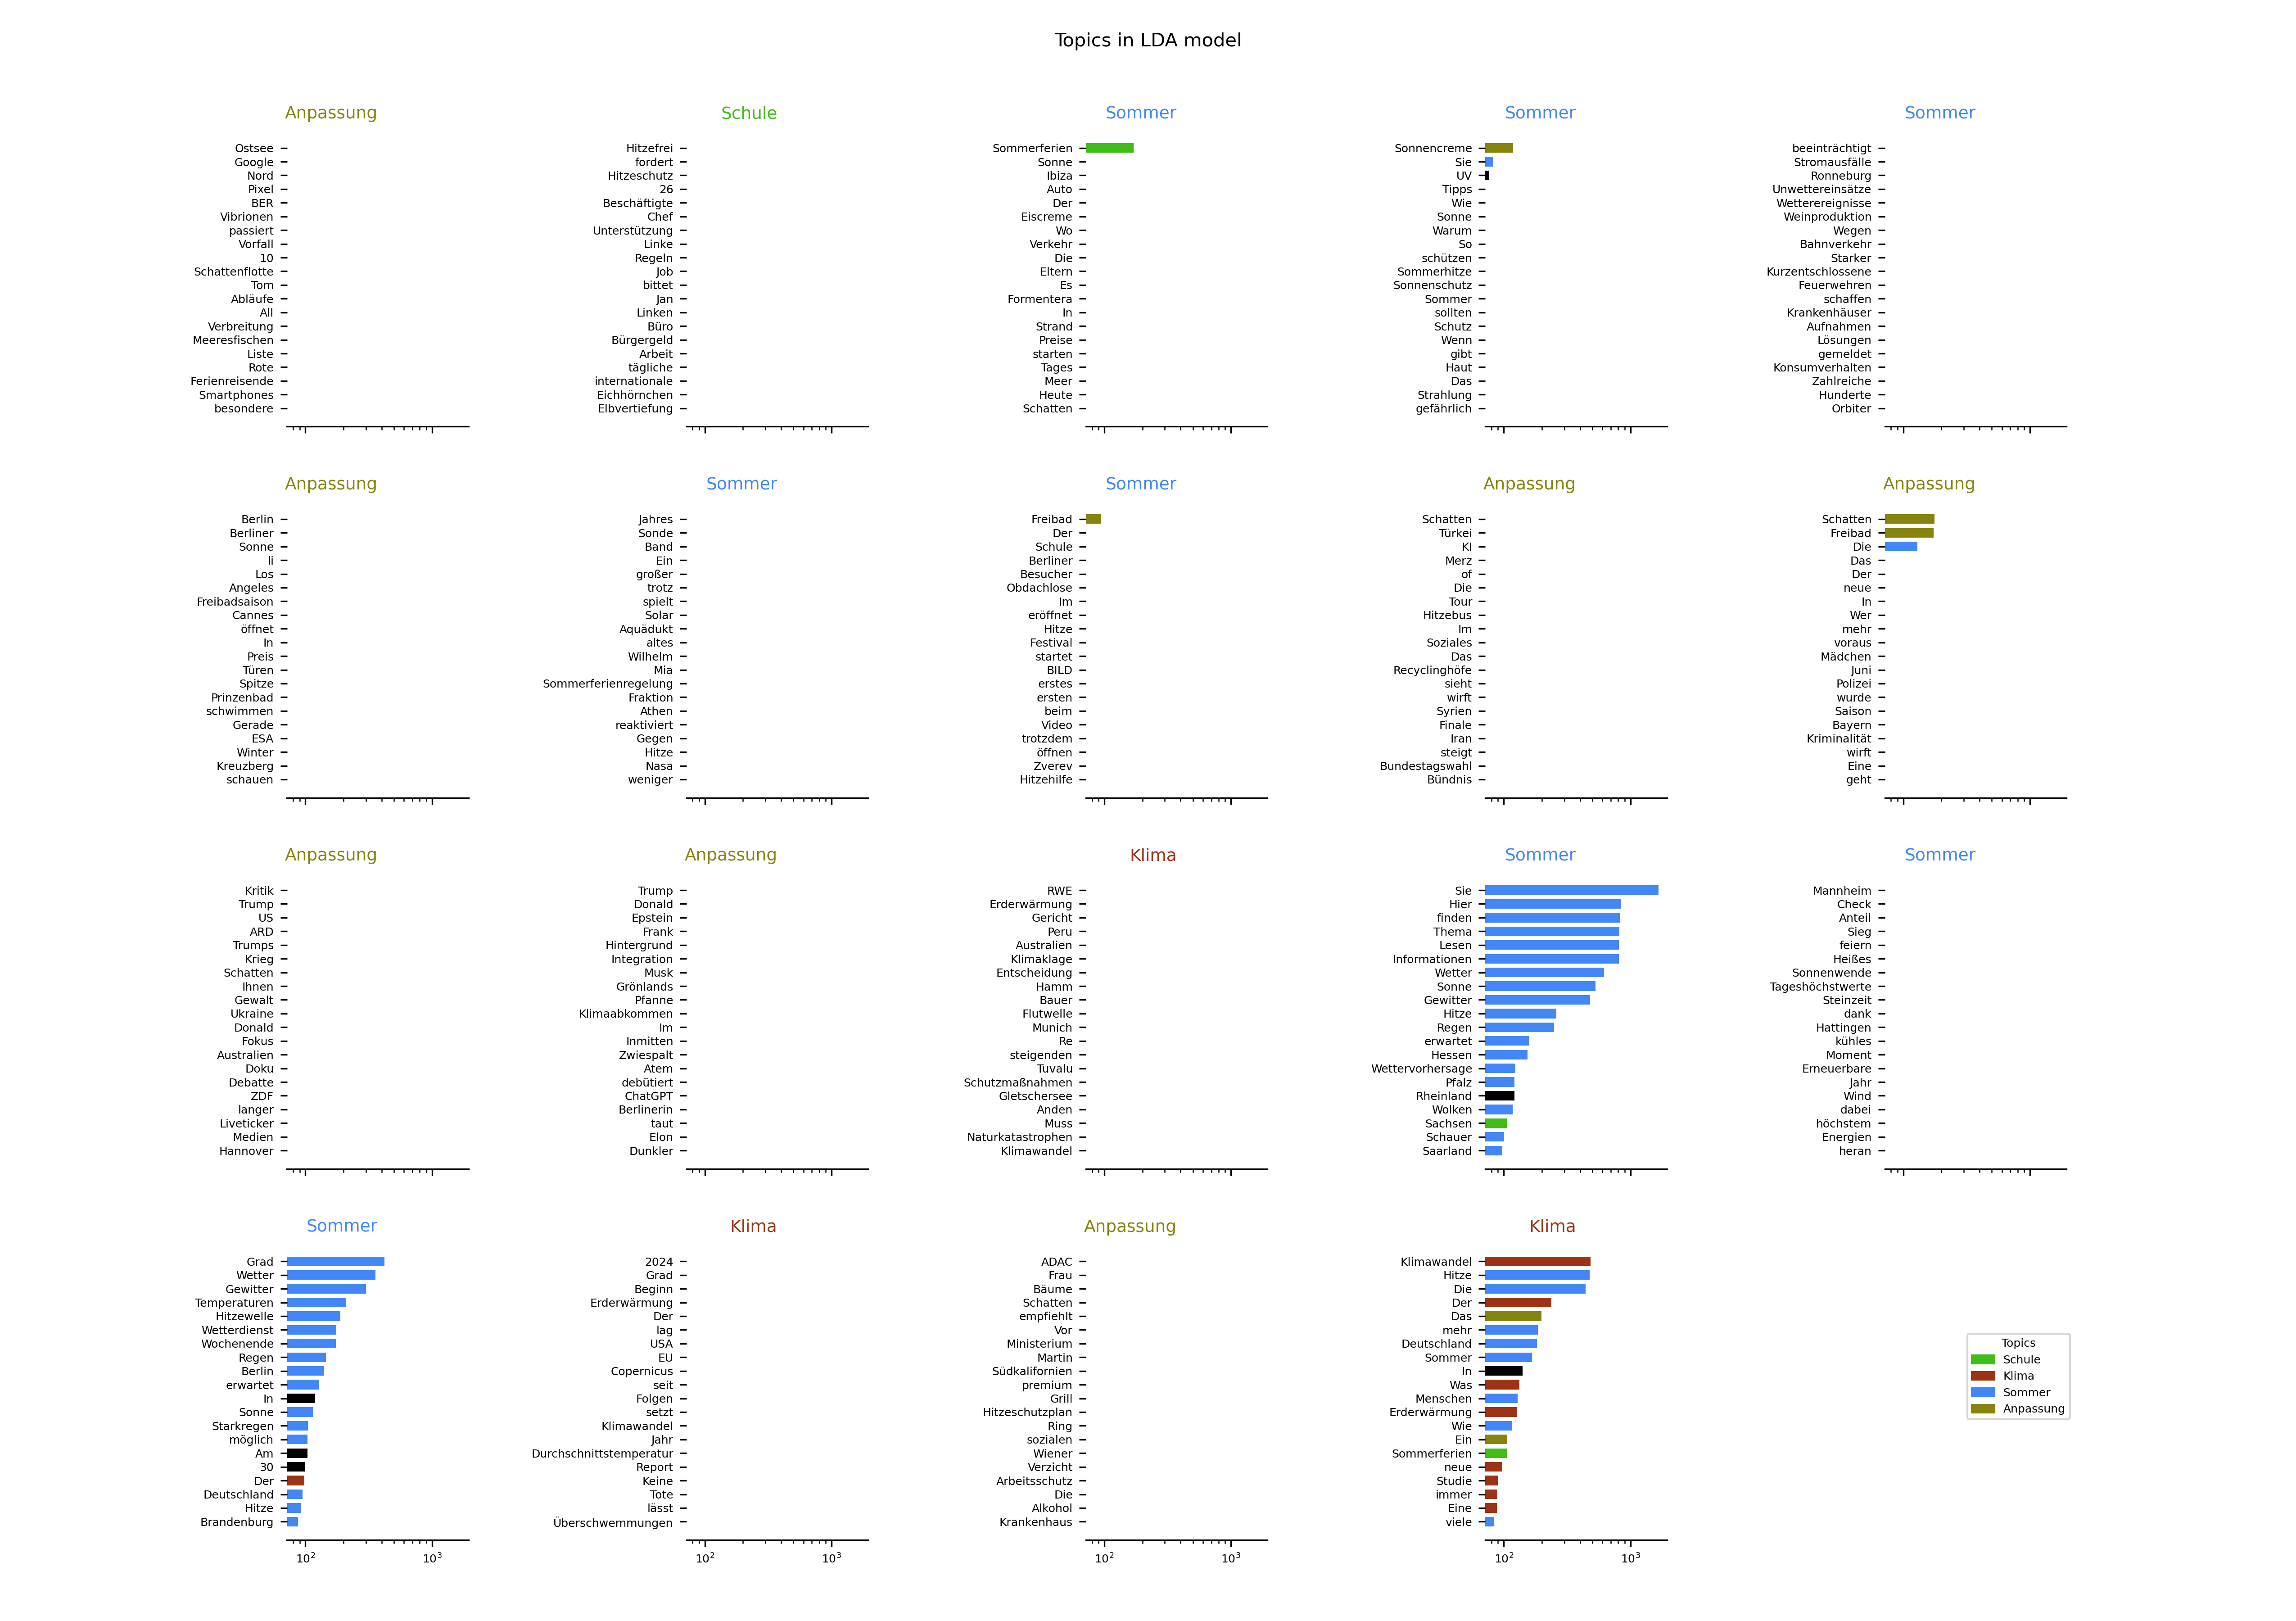 Topics in LDA model
Anpassung
Ostsee
Google
Nord
Pixel
BER
Vibrionen
passiert
Vorfall
10
Schattenflotte
Tom
Abläufe
All
Verbreitung
Meeresfischen
Liste
Rote
Ferienreisende
Smartphones
besondere
Schule
Hitzefrei
fordert
Hitzeschutz
26
Beschäftigte
Chef
Unterstützung
Linke
Regeln
Job
bittet
Jan
Linken
Büro
Bürgergeld
Arbeit
tägliche
internationale
Eichhörnchen
Elbvertiefung
Sommer
Sommerferien
Sonne
Ibiza
Auto
Der
Eiscreme
Wo
Verkehr
Die
Eltern
Es
Formentera
In
Strand
Preise
starten
Tages
Meer
Heute
Schatten
Sommer
Sonnencreme
Sie
UV
Tipps
Wie
Sonne
Warum
So
schützen
Sommerhitze
Sonnenschutz
Sommer
sollten
Schutz
Wenn
gibt
Haut
Das
Strahlung
gefährlich
Sommer
beeinträchtigt
Stromausfälle
Ronneburg
Unwettereinsätze
Wetterereignisse
Weinproduktion
Wegen
Bahnverkehr
Starker
Kurzentschlossene
Feuerwehren
schaffen
Krankenhäuser
Aufnahmen
Lösungen
gemeldet
Konsumverhalten
Zahlreiche
Hunderte
Orbiter
Anpassung
Berlin
Berliner
Sonne
li
Los
Angeles
Freibadsaison
Cannes
öffnet
In
Preis
Türen
Spitze
Prinzenbad
schwimmen
Gerade
ESA
Winter
Kreuzberg
schauen
Sommer
Jahres
Sonde
Band
Ein
großer
trotz
spielt
Solar
Aquädukt
altes
Wilhelm
Mia
Sommerferienregelung
Fraktion
Athen
reaktiviert
Gegen
Hitze
Nasa
weniger
Sommer
Freibad
Der
Schule
Berliner
Besucher
Obdachlose
Im
eröffnet
Hitze
Festival
startet
BILD
erstes
ersten
beim
Video
trotzdem
öffnen
Zverev
Hitzehilfe
Anpassung
Schatten
Türkei
KI
Merz
of
Die
Tour
Hitzebus
Im
Soziales
Das
Recyclinghöfe
sieht
wirft
Syrien
Finale
Iran
steigt
Bundestagswahl
Bündnis
Anpassung
Schatten
Freibad
Die
Das
Der
neue
In
Wer
mehr
voraus
Mädchen
Juni
Polizei
wurde
Saison
Bayern
Kriminalität
wirft
Eine
geht
Anpassung
Kritik
Trump
US
ARD
Trumps
Krieg
Schatten
Ihnen
Gewalt
Ukraine
Donald
Fokus
Australien
Doku
Debatte
ZDF
langer
Liveticker
Medien
Hannover
Anpassung
Trump
Donald
Epstein
Frank
Hintergrund
Integration
Musk
Grönlands
Pfanne
Klimaabkommen
Im
Inmitten
Zwiespalt
Atem
debütiert
ChatGPT
Berlinerin
taut
Elon
Dunkler
Klima
RWE
Erderwärmung
Gericht
Peru
Australien
Klimaklage
Entscheidung
Hamm
Bauer
Flutwelle
Munich
Re
steigenden
Tuvalu
Schutzmaßnahmen
Gletschersee
Anden
Muss
Naturkatastrophen
Klimawandel
Sommer
Sie
Hier
finden
Thema
Lesen
Informationen
Wetter
Sonne
Gewitter
Hitze
Regen
erwartet
Hessen
Wettervorhersage
Pfalz
Rheinland
Wolken
Sachsen
Schauer
Saarland
Sommer
Mannheim
Check
Anteil
Sieg
feiern
Heißes
Sonnenwende
Tageshöchstwerte
Steinzeit
dank
Hattingen
kühles
Moment
Erneuerbare
Jahr
Wind
dabei
höchstem
Energien
heran
Sommer
Grad
Wetter
Gewitter
Temperaturen
Hitzewelle
Wetterdienst
Wochenende
Regen
Berlin
erwartet
In
Sonne
Starkregen
möglich
Am
30
Der
Deutschland
Hitze
Brandenburg
10² 10³
Klima
2024
Grad
Beginn
Erderwärmung
Der
lag
USA
EU
Copernicus
seit
Folgen
setzt
Klimawandel
Jahr
Durchschnittstemperatur
Report
Keine
Tote
lässt
Überschwemmungen
10² 10³
Anpassung
ADAC
Frau
Bäume
Schatten
empfiehlt
Vor
Ministerium
Martin
Südkalifornien
premium
Grill
Hitzeschutzplan
Ring
sozialen
Wiener
Verzicht
Arbeitsschutz
Die
Alkohol
Krankenhaus
10² 10³
Klima
Klimawandel
Hitze
Die
Der
Das
mehr
Deutschland
Sommer
In
Was
Menschen
Erderwärmung
Wie
Ein
Sommerferien
neue
Studie
immer
Eine
viele
10² 10³
Topics
Schule
Klima
Sommer
Anpassung